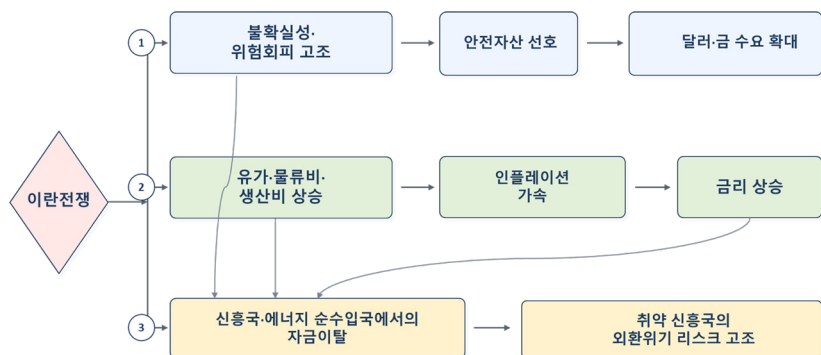 1
불확실성·
위험회피 고조
안전자산 선호
달러·금 수요 확대
이란전쟁
2
유가·물류비·
생산비 상승
인플레이션
가속
금리 상승
3
신흥국·에너지 순수입국에서의
자금이탈
취약 신흥국의
외환위기 리스크 고조